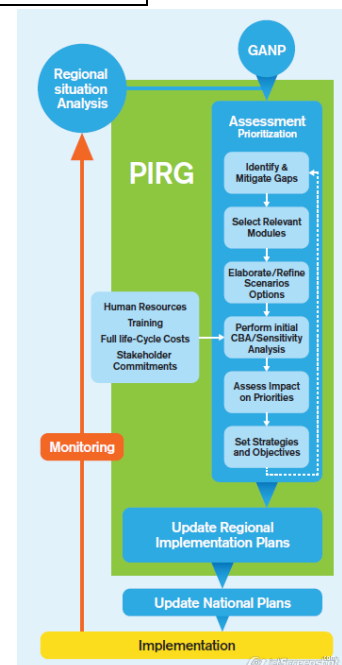 GANP
Regional
situation
Analysis
Assessment
Prioritization
PIRG
Identify &
Mitigate Gaps
Select Relevant
Modules
Elaborate/Refine
Scenarios
Options
Human Resources
Training
Full life-Cycle Costs
Stakeholder
Commitments
Perform initial
CBA/Sensitivity
Analysis
Assess Impact
on Priorities
Set Strategies
and Objectives
Monitoring
Update Regional
Implementation Plans
Update National Plans
Implementation